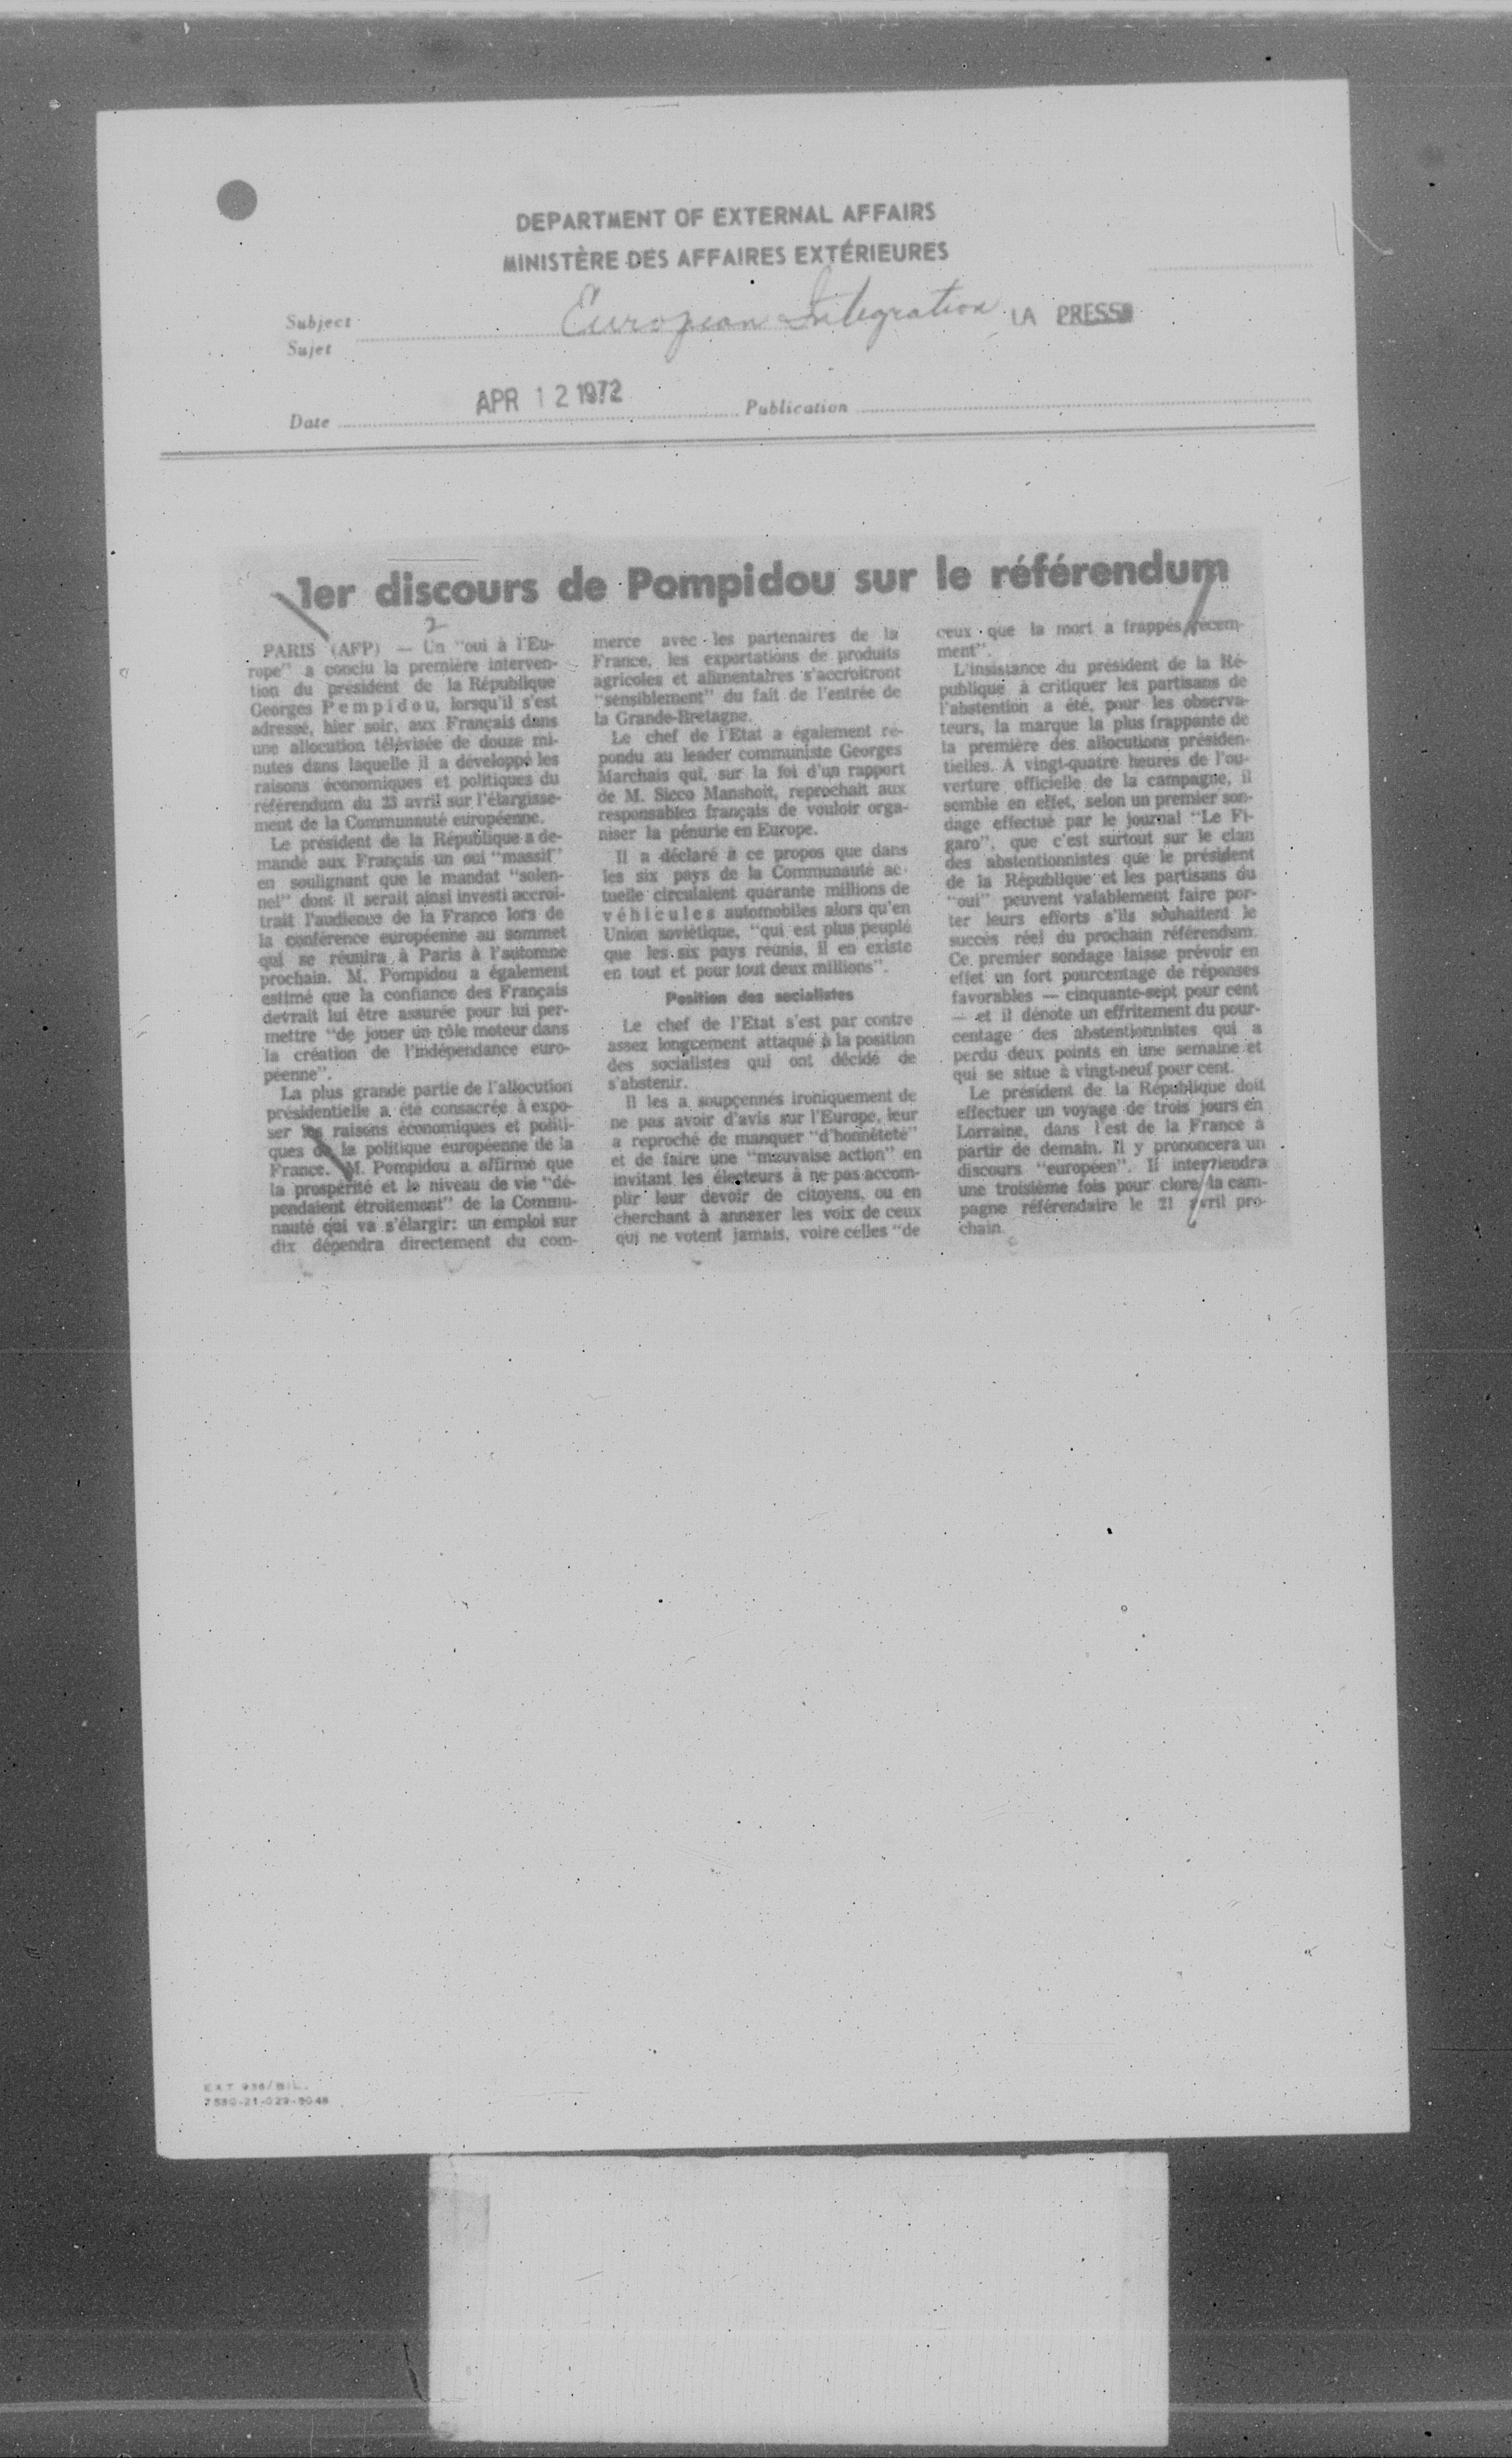 DEPARTMENT OF EXTERNAL AFFAIRS
MINISTÈRE DES AFFAIRES EXTÉRIEURES
Subject
Sujet
European Integration
LA PRESSE
Date
APR 12 1972
Publication
1er discours de Pompidou sur le référendum
2
PARIS (AFP) — Un "oui à l'Eu-
rope" a conclu la première interven-
tion du président de la République
Georges Pempidou, lorsqu'il s'est
adressé, hier soir, aux Français dans
une allocution télévisée de douze mi-
nutes dans laquelle il a développé les
raisons économiques et politiques du
référendum du 23 avril sur l'élargisse-
ment de la Communauté européenne.
Le président de la République a de-
mandé aux Français un oui "massif"
en soulignant que le mandat "solen-
nel" dont il serait ainsi investi accroi-
trait l'audience de la France lors de
la conférence européenne au sommet
qui se réunira à Paris à l'automne
prochain. M. Pompidou a également
estimé que la confiance des Français
devrait lui être assurée pour lui per-
mettre "de jouer un rôle moteur dans
la création de l'indépendance euro-
péenne".
La plus grande partie de l'allocution
présidentielle a été consacrée à expo-
ser les raisons économiques et politi-
ques de la politique européenne de la
France. M. Pompidou a affirmé que
la prospérité et le niveau de vie "dé-
pendaient étroitement" de la Commu-
nauté qui va s'élargir: un emploi sur
dix dépendra directement du com-
merce avec les partenaires de la
France, les exportations de produits
agricoles et alimentaires s'accroîtront
"sensiblement" du fait de l'entrée de
la Grande-Bretagne.
Le chef de l'Etat a également re-
pondu au leader communiste Georges
Marchais qui, sur la foi d'un rapport
de M. Sicco Mansholt, reprochait aux
responsables français de vouloir orga-
niser la pénurie en Europe.
Il a déclaré à ce propos que dans
les six pays de la Communauté ac-
tuelle circulaient quarante millions de
véhicules automobiles alors qu'en
Union soviétique, "qui est plus peuplé
que les six pays réunis, il en existe
en tout et pour tout deux millions".
Position des socialistes
Le chef de l'Etat s'est par contre
assez longcement attaqué à la position
des socialistes qui ont décidé de
s'abstenir.
Il les a soupçennés ironiquement de
ne pas avoir d'avis sur l'Europe, leur
a reproché de manquer "d'honnêteté"
et de faire une "mauvaise action" en
invitant les électeurs à ne pas accom-
plir leur devoir de citoyens, ou en
cherchant à annexer les voix de ceux
qui ne votent jamais, voire celles "de
ceux que la mort a frappés récem-
ment".
L'insistance du président de la Ré-
publique à critiquer les partisans de
l'abstention a été, pour les observa-
teurs, la marque la plus frappante de
la première des allocutions présiden-
tielles. A vingt-quatre heures de l'ou-
verture officielle de la campagne, il
semble en effet, selon un premier son-
dage effectué par le journal "Le Fi-
garo", que c'est surtout sur le clan
des abstentionnistes que le président
de la République et les partisans du
"oui" peuvent valablement faire por-
ter leurs efforts s'ils souhaitent le
succès réel du prochain référendum.
Ce premier sondage laisse prévoir en
effet un fort pourcentage de réponses
favorables — cinquante-sept pour cent
— et il dénote un effritement du pour-
centage des abstentionnistes qui a
perdu deux points en une semaine et
qui se situe à vingt-neuf pour cent.
Le président de la République doit
effectuer un voyage de trois jours en
Lorraine, dans l'est de la France à
partir de demain. Il y prononcera un
discours "européen". Il interviendra
une troisième fois pour clore la cam-
pagne référendaire le 21 avril pro-
chain.
EXT 936/BIL.
7530-21-029-5048